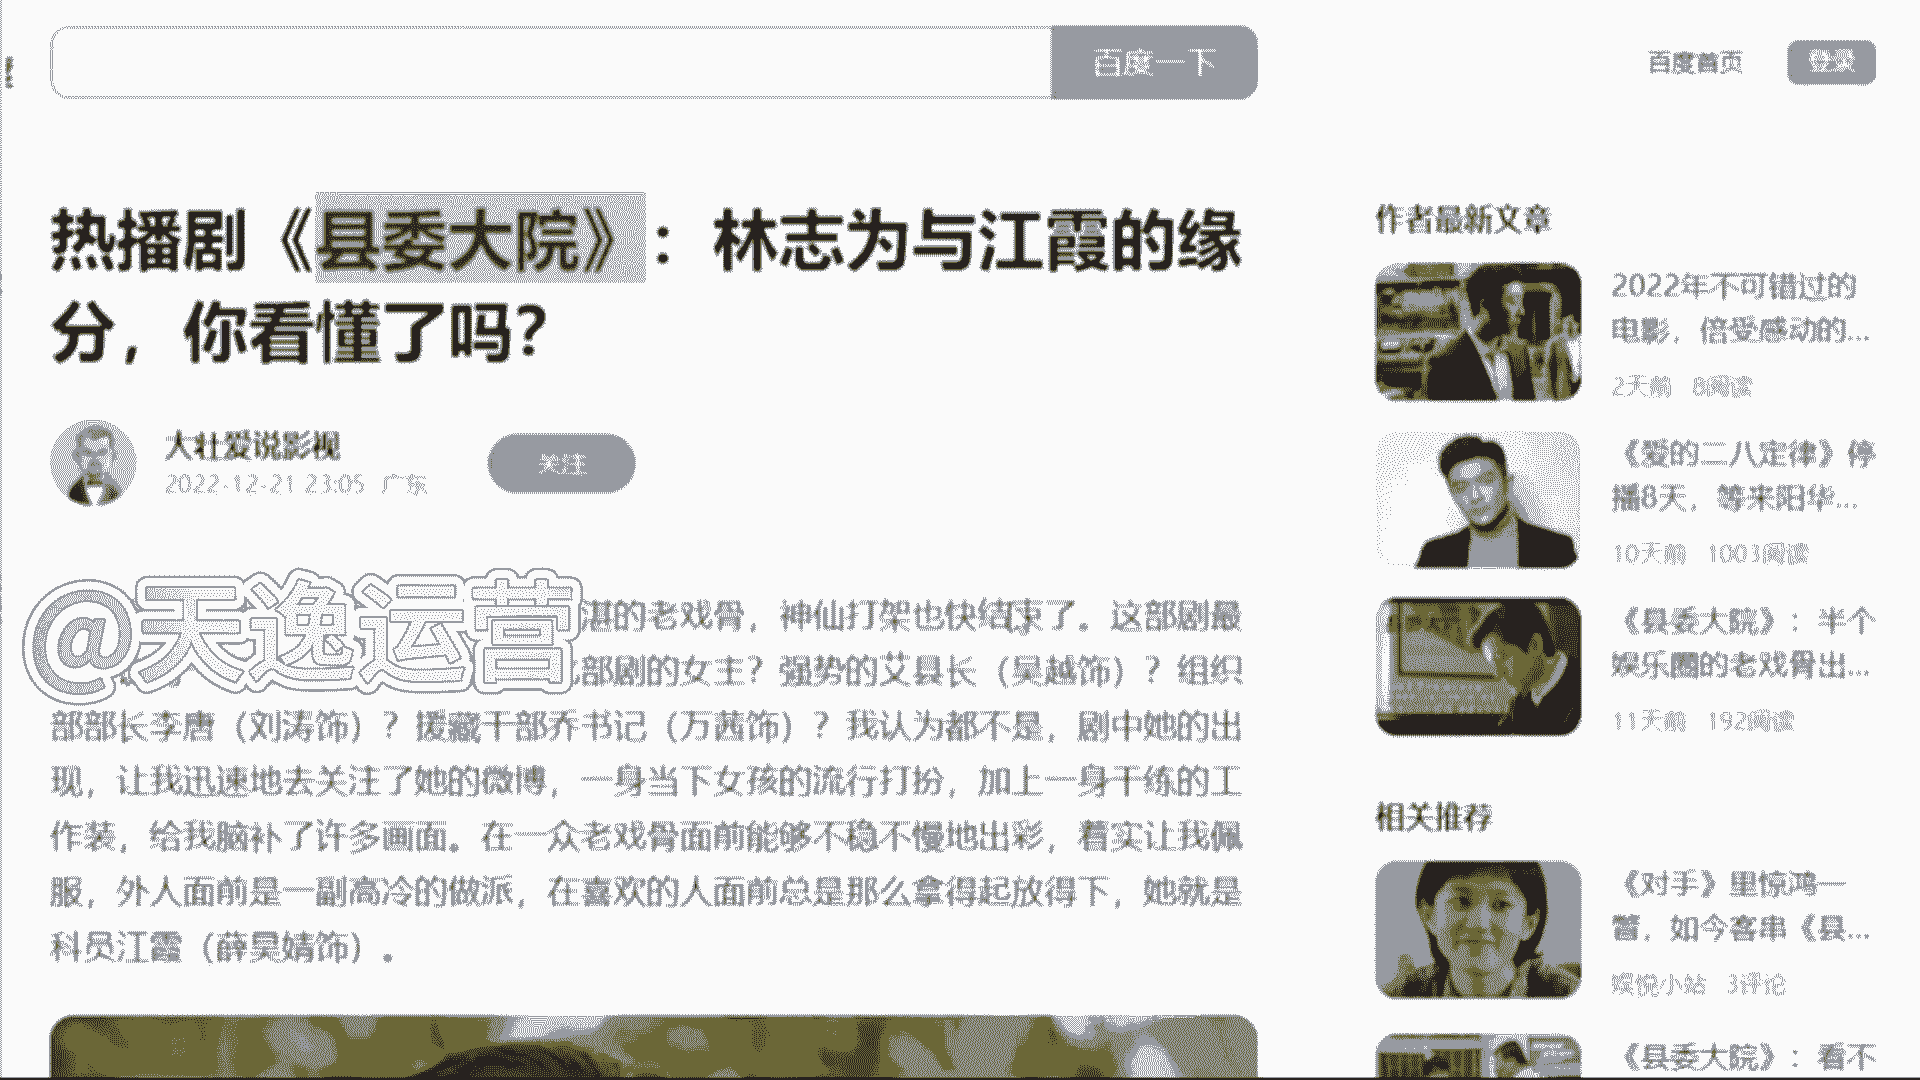 百度一下
百度首页
登录
热播剧《县委大院》：林志为与江霞的缘
分，你看懂了吗？
大壮爱说影视
2022-12-21 23:05 广东
关注
@天逸运营
湛的老戏骨，神仙打架也快结束了。这部剧最
部剧的女主？强势的艾县长（吴越饰）？组织
部部长李唐（刘涛饰）？援藏干部乔书记（万茜饰）？我认为都不是，剧中她的出
现，让我迅速地去关注了她的微博，一身当下女孩的流行打扮，加上一身干练的工
作装，给我脑补了许多画面。在一众老戏骨面前能够不稳不慢地出彩，着实让我佩
服，外人面前是一副高冷的做派，在喜欢的人面前总是那么拿得起放得下，她就是
科员江霞（薛昊婧饰）。
作者最新文章
2022年不可错过的
电影，倍受感动的...
2天前 8阅读
《爱的二八定律》停
播8天，等来阳华...
10天前 1003阅读
《县委大院》：半个
娱乐圈的老戏骨出...
11天前 192阅读
相关推荐
《对手》里惊鸿一
瞥，如今客串《县...
娱悦小站 3评论
《县委大院》：看不